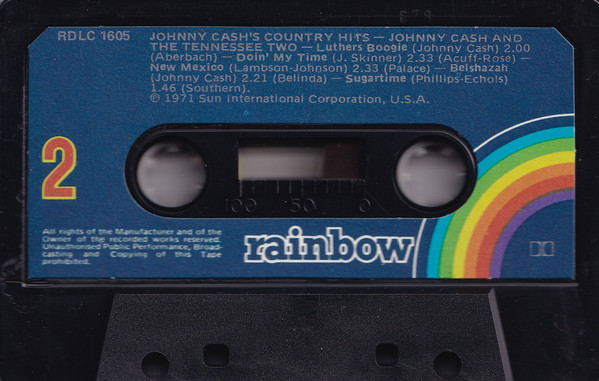 RDLC 1605
JOHNNY CASH'S COUNTRY HITS — JOHNNY CASH AND
THE TENNESSEE TWO — Luthers Boogie (Johnny Cash) 2.00
(Aberbach) — Doin' My Time (J. Skinner) 2.33 (Acuff-Rose) —
New Mexico (Lambson-Johnson) 2.33 (Palace) — Belshazah
(Johnny Cash) 2.21 (Belinda) — Sugartime (Phillips-Echols)
1.46 (Southern).
℗ 1971 Sun International Corporation, U.S.A.
2
100 50 0
All rights of the Manufacturer and of the
Owner of the recorded works reserved.
Unauthorised Public Performance, Broad-
casting and Copying of this Tape
prohibited.
rainbow